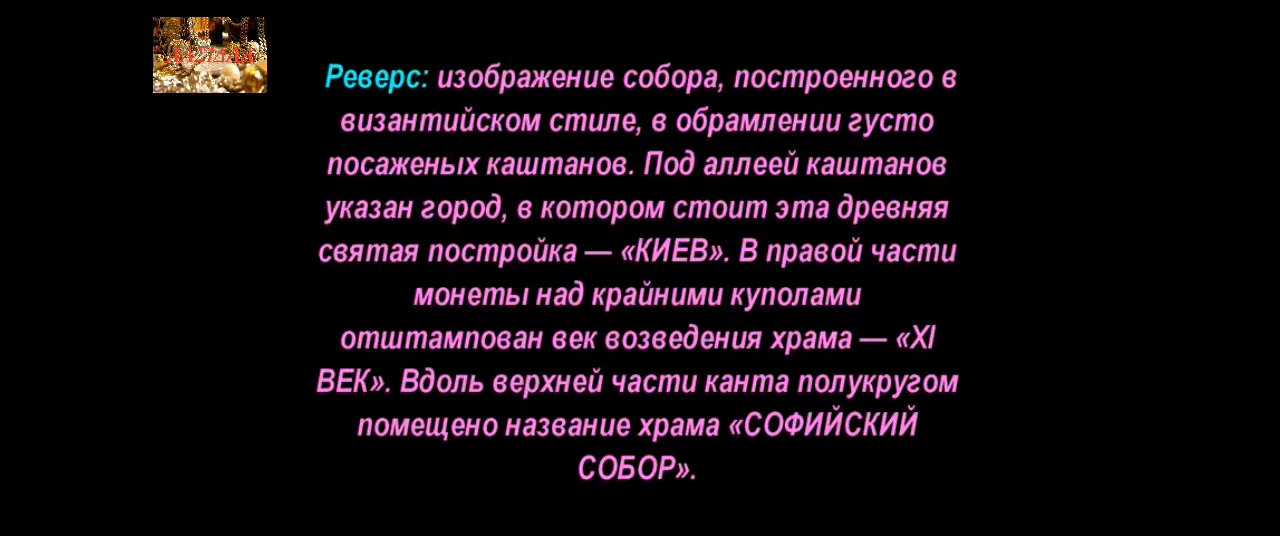 Реверс: изображение собора, построенного в
византийском стиле, в обрамлении густо
посаженых каштанов. Под аллеей каштанов
указан город, в котором стоит эта древняя
святая постройка — «КИЕВ». В правой части
монеты над крайними куполами
отштампован век возведения храма — «XI
ВЕК». Вдоль верхней части канта полукругом
помещено название храма «СОФИЙСКИЙ
СОБОР».